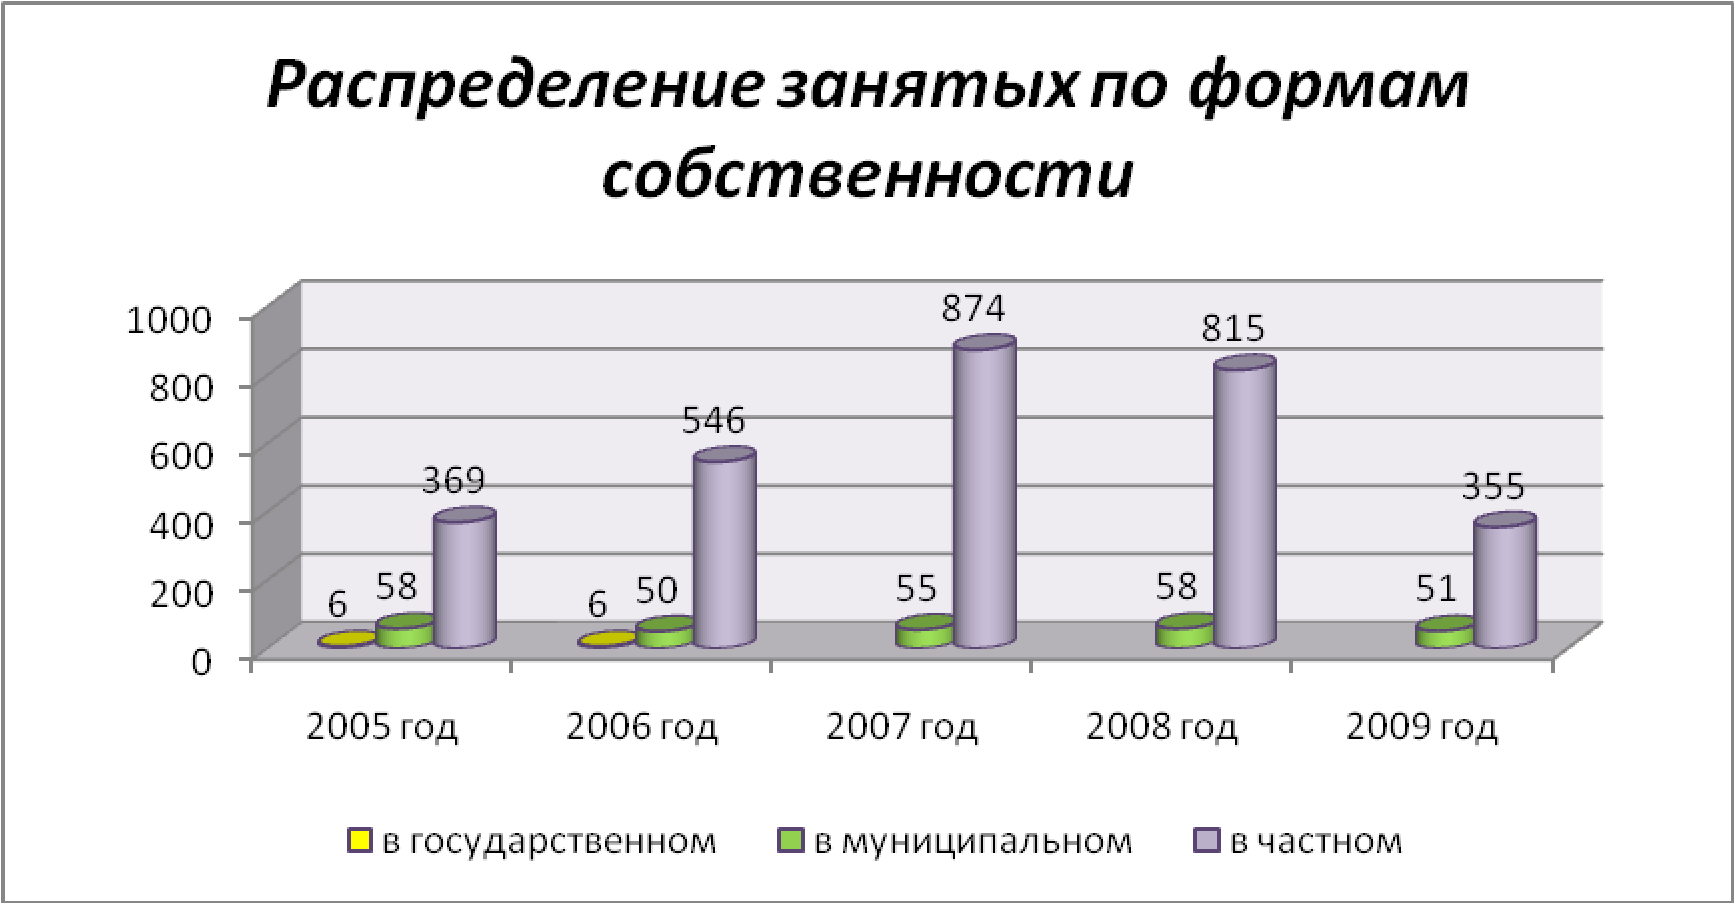 Распределение занятых по формам
собственности
1000
800
600
400
200
0
6
58
369
6
50
546
55
874
58
815
51
355
2005 год
2006 год
2007 год
2008 год
2009 год
в государственном
в муниципальном
в частном